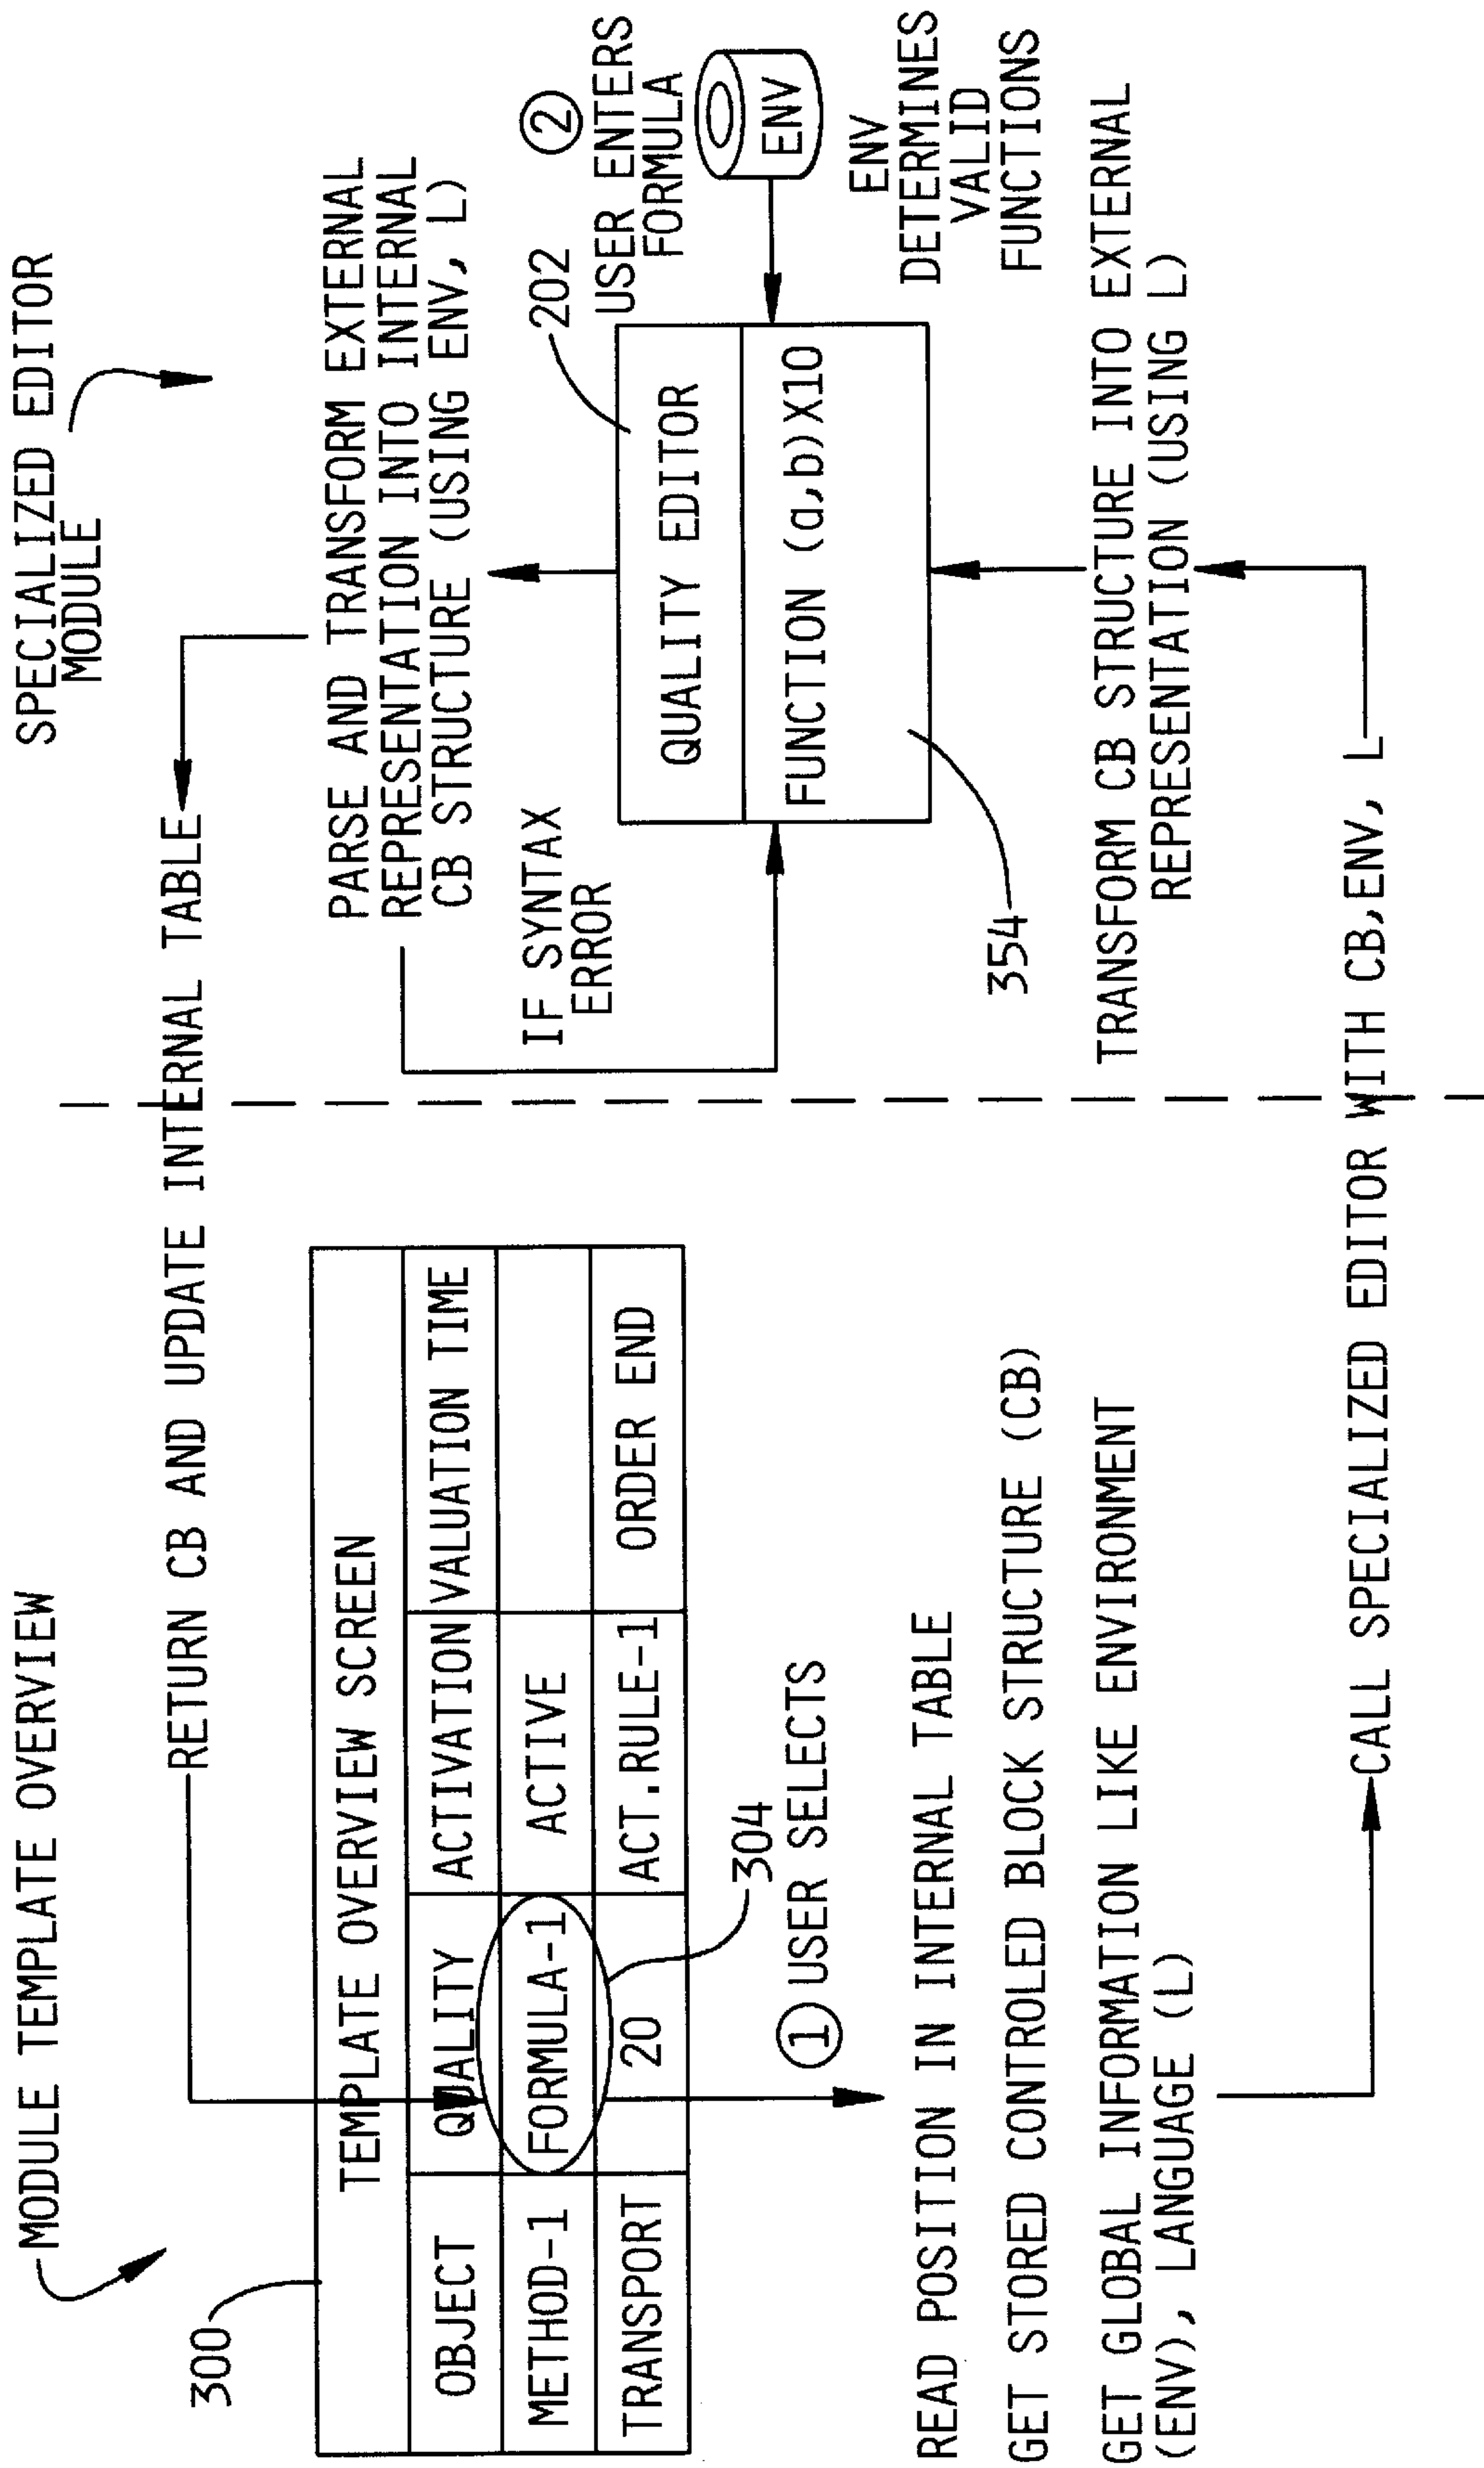 MODULE TEMPLATE OVERVIEW
RETURN CB AND UPDATE INTERNAL TABLE
300
TEMPLATE OVERVIEW SCREEN
OBJECT QUALITY ACTIVATION VALUATION TIME
METHOD-1 FORMULA-1 ACTIVE
TRANSPORT 20 ACT.RULE-1 ORDER END
304
1 USER SELECTS
READ POSITION IN INTERNAL TABLE
GET STORED CONTROLED BLOCK STRUCTURE (CB)
GET GLOBAL INFORMATION LIKE ENVIRONMENT
(ENV), LANGUAGE (L)
CALL SPECIALIZED EDITOR WITH CB,ENV, L
SPECIALIZED EDITOR
MODULE
PARSE AND TRANSFORM EXTERNAL
REPRESENTATION INTO INTERNAL
CB STRUCTURE (USING ENV, L)
IF SYNTAX
ERROR
202
2
USER ENTERS
FORMULA
QUALITY EDITOR
FUNCTION (a,b)X10
ENV
ENV
DETERMINES
VALID
FUNCTIONS
354
TRANSFORM CB STRUCTURE INTO EXTERNAL
REPRESENTATION (USING L)